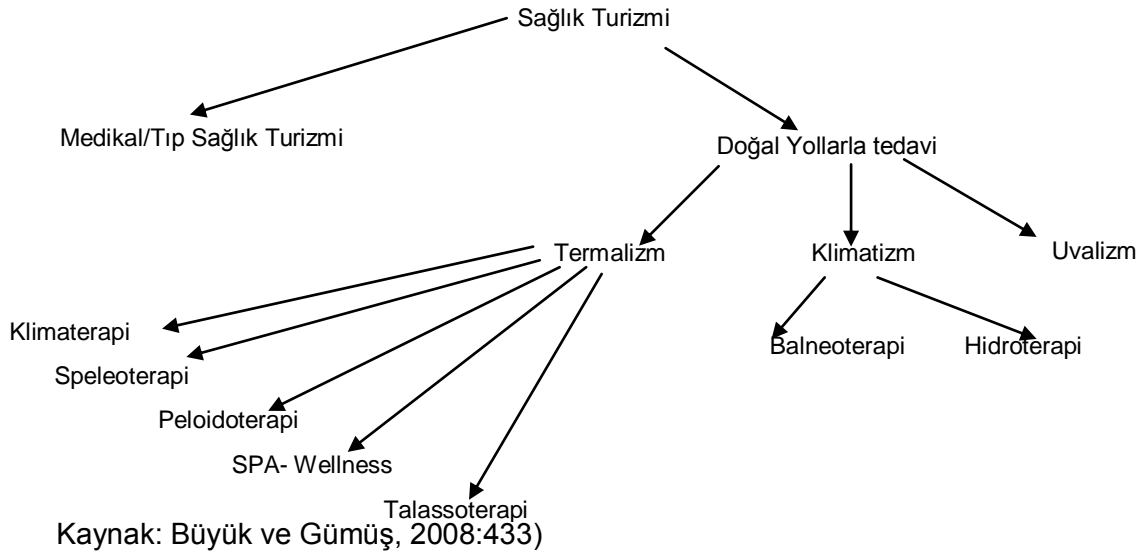 Sağlık Turizmi
Medikal/Tıp Sağlık Turizmi
Doğal Yollarla tedavi
Termalizm
Klimatizm
Uvalizm
Klimaterapi
Balneoterapi
Hidroterapi
Speleoterapi
Peloidoterapi
SPA- Wellness
Talassoterapi
Kaynak: Büyük ve Gümüş, 2008:433)